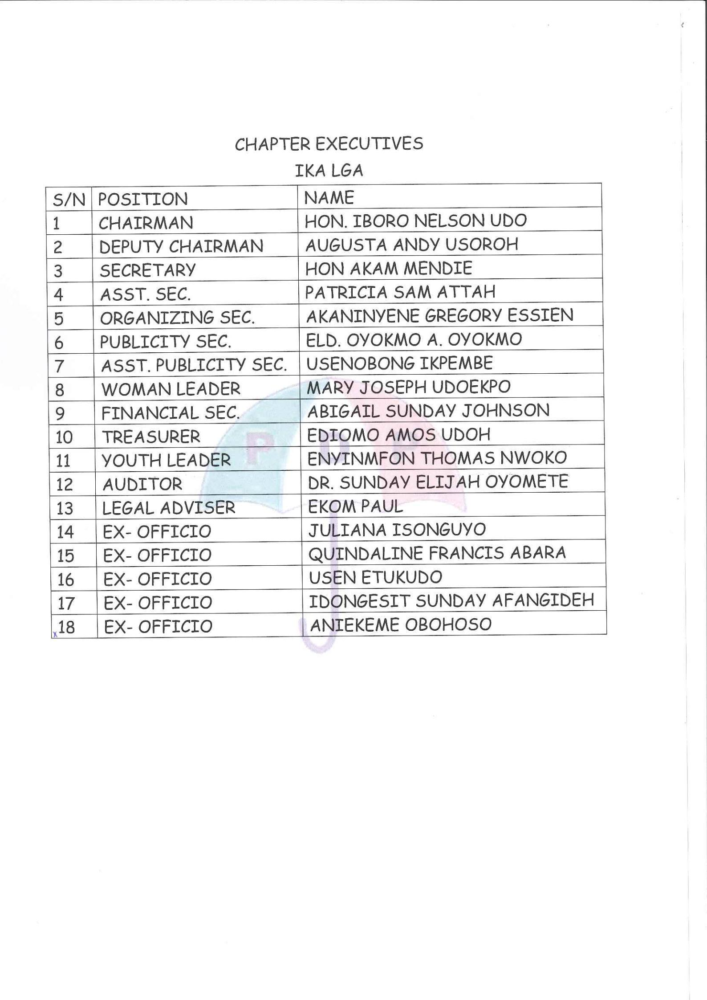 CHAPTER EXECUTIVES
IKA LGA
S/N POSITION NAME
1 CHAIRMAN HON. IBORO NELSON UDO
2 DEPUTY CHAIRMAN AUGUSTA ANDY USOROH
3 SECRETARY HON AKAM MENDIE
4 ASST. SEC. PATRICIA SAM ATTAH
5 ORGANIZING SEC. AKANINYENE GREGORY ESSIEN
6 PUBLICITY SEC. ELD. OYOKMO A. OYOKMO
7 ASST. PUBLICITY SEC. USENOBONG IKPEMBE
8 WOMAN LEADER MARY JOSEPH UDOEKPO
9 FINANCIAL SEC. ABIGAIL SUNDAY JOHNSON
10 TREASURER EDIOMO AMOS UDOH
P D P
11 YOUTH LEADER ENYINMFON THOMAS NWOKO
12 AUDITOR DR. SUNDAY ELIJAH OYOMETE
13 LEGAL ADVISER EKOM PAUL
14 EX- OFFICIO JULIANA ISONGUYO
15 EX- OFFICIO QUINDALINE FRANCIS ABARA
16 EX- OFFICIO USEN ETUKUDO
17 EX- OFFICIO IDONGESIT SUNDAY AFANGIDEH
x 18 EX- OFFICIO ANIEKEME OBOHOSO